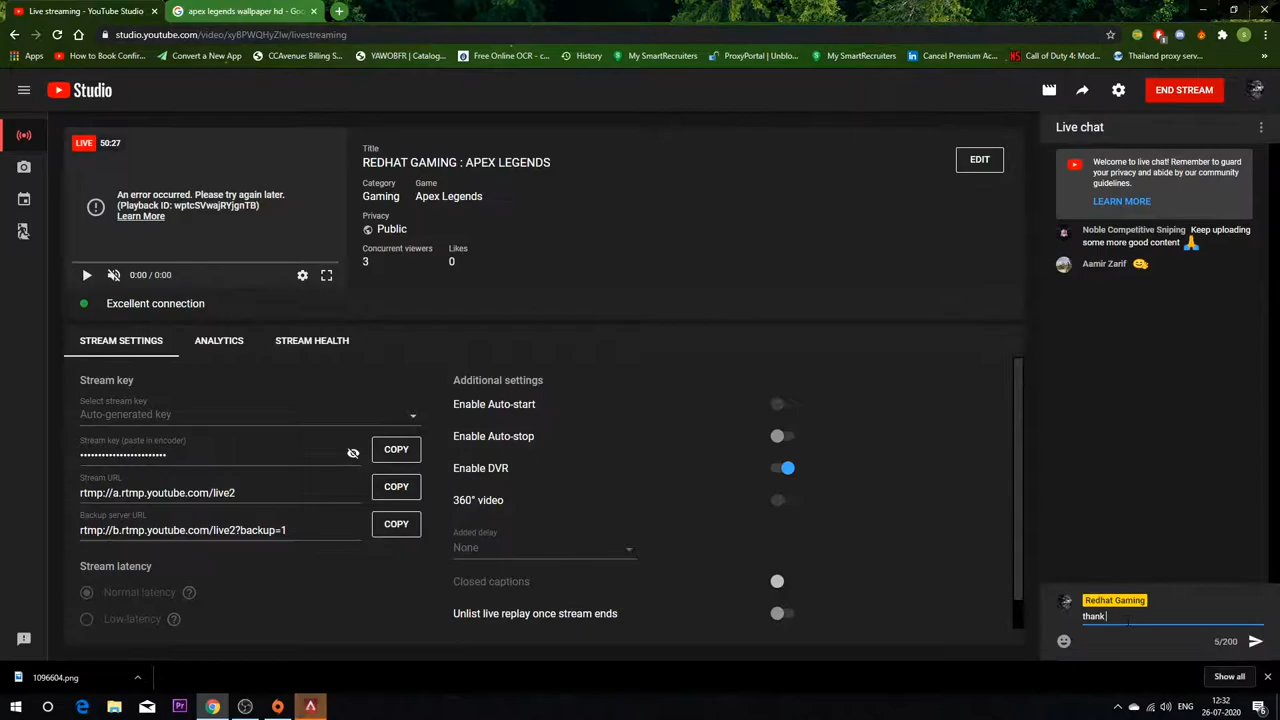 Live streaming - YouTube Studio
apex legends wallpaper hd - Goo
studio.youtube.com/video/xyBPWQHyZIw/livestreaming
Apps
How to Book Confir...
Convert a New App
CCAvenue: Billing S...
YAWOBFR | Catalog...
Free Online OCR - c...
History
My SmartRecruiters
ProxyPortal | Unblo...
My SmartRecruiters
Cancel Premium Ac...
Call of Duty 4: Mod...
Thailand proxy serv...
Studio
END STREAM
LIVE 50:27
An error occurred. Please try again later.
(Playback ID: wptcSVwajRYjgnTB)
Learn More
0:00 / 0:00
Excellent connection
Title
REDHAT GAMING : APEX LEGENDS
EDIT
Category
Game
Gaming
Apex Legends
Privacy
Public
Concurrent viewers
Likes
3
0
STREAM SETTINGS
ANALYTICS
STREAM HEALTH
Stream key
Select stream key
Auto-generated key
Stream key (paste in encoder)
••••••••••••••••••••••••
COPY
Stream URL
rtmp://a.rtmp.youtube.com/live2
COPY
Backup server URL
rtmp://b.rtmp.youtube.com/live2?backup=1
COPY
Stream latency
Normal latency
Low-latency
Additional settings
Enable Auto-start
Enable Auto-stop
Enable DVR
360° video
Added delay
None
Closed captions
Unlist live replay once stream ends
Live chat
Welcome to live chat! Remember to guard
your privacy and abide by our community
guidelines.
LEARN MORE
Noble Competitive Sniping Keep uploading
some more good content 🙏
Aamir Zarif 😋
Redhat Gaming
thank
5/200
1096604.png
Show all
Pr
ENG
12:32
26-07-2020
6